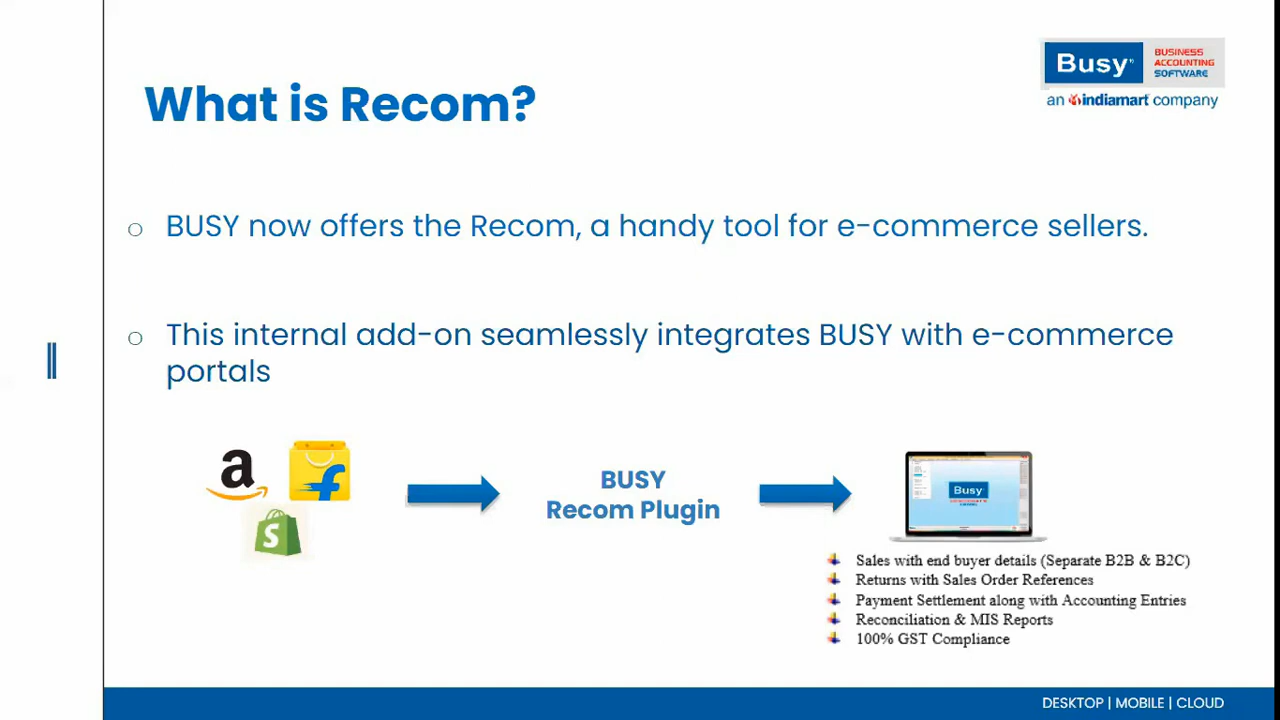 Busy
BUSINESS
ACCOUNTING
SOFTWARE
an indiamart company
What is Recom?
BUSY now offers the Recom, a handy tool for e-commerce sellers.
This internal add-on seamlessly integrates BUSY with e-commerce
portals
a
f
S
BUSY
Recom Plugin
Busy
Sales with end buyer details (Separate B2B & B2C)
Returns with Sales Order References
Payment Settlement along with Accounting Entries
Reconciliation & MIS Reports
100% GST Compliance
DESKTOP | MOBILE | CLOUD